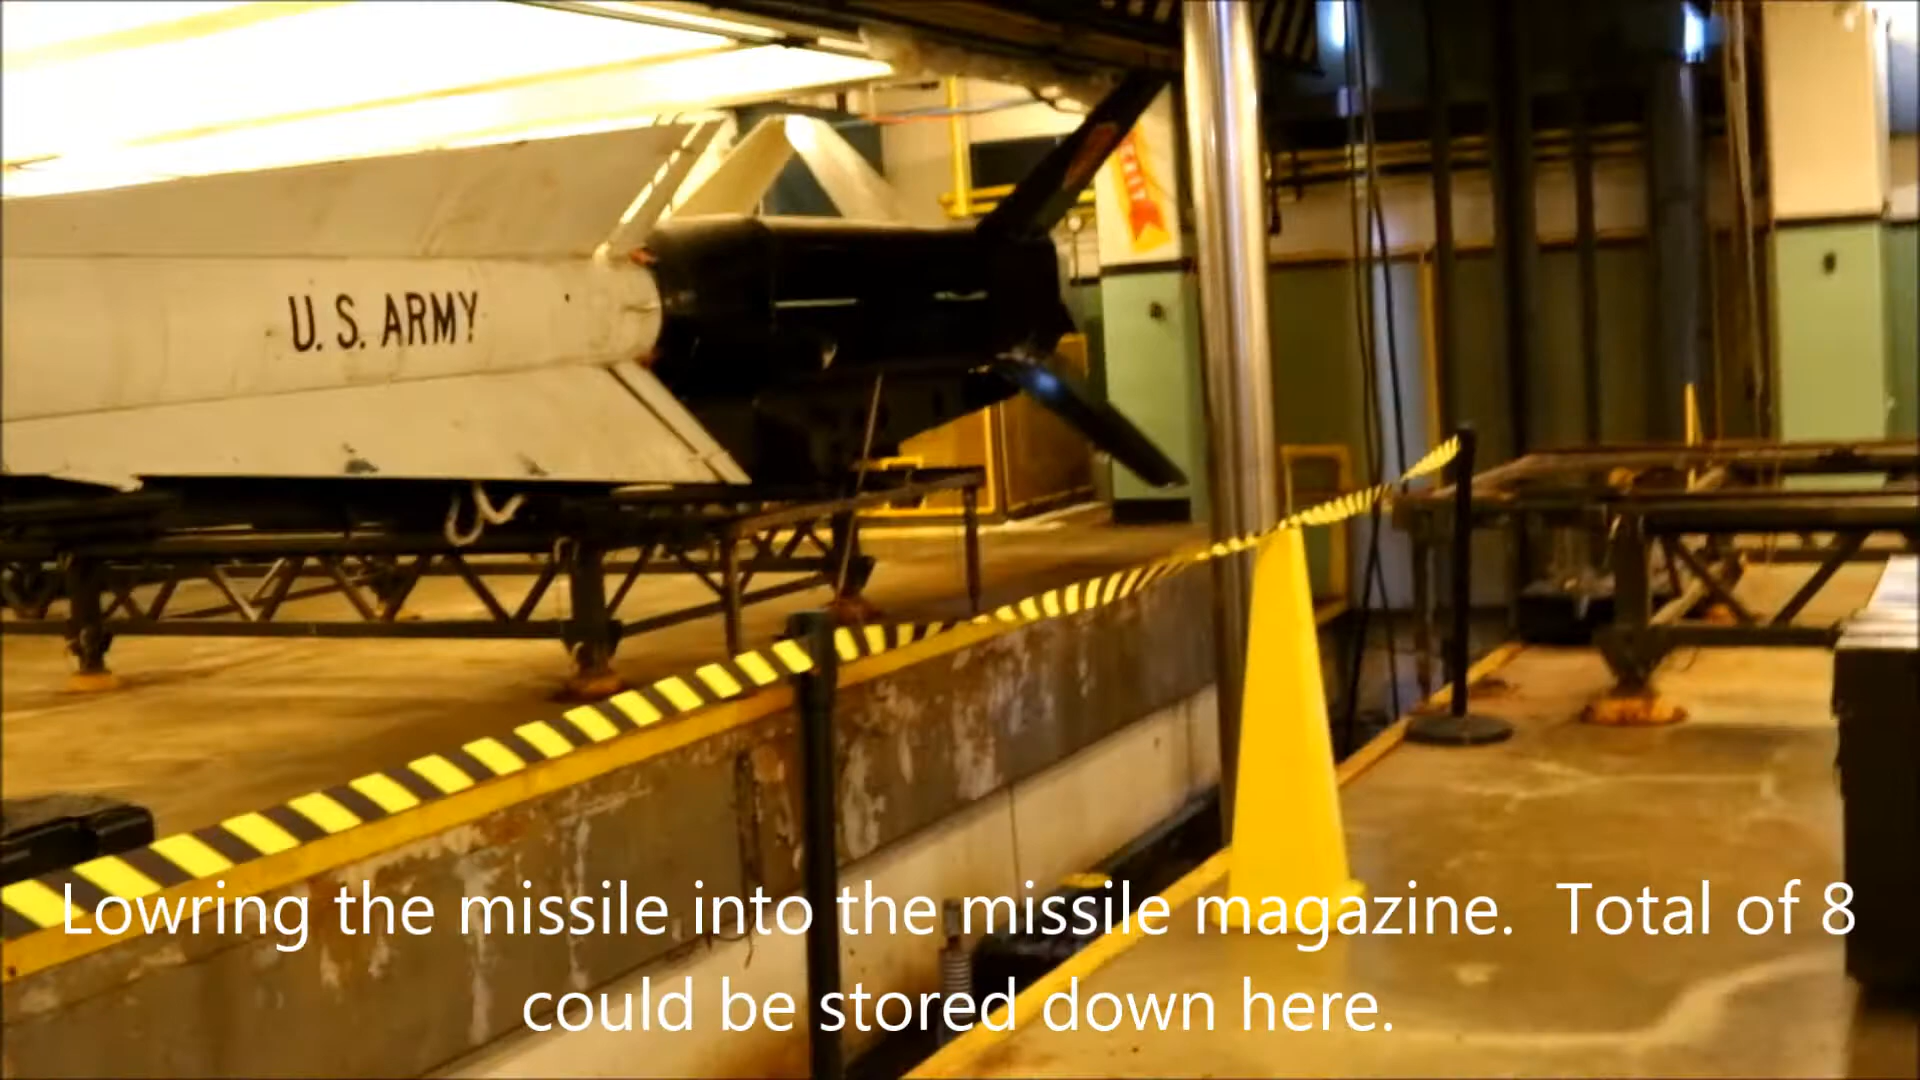 U. S. ARMY
Lowring the missile into the missile magazine.  Total of 8
could be stored down here.